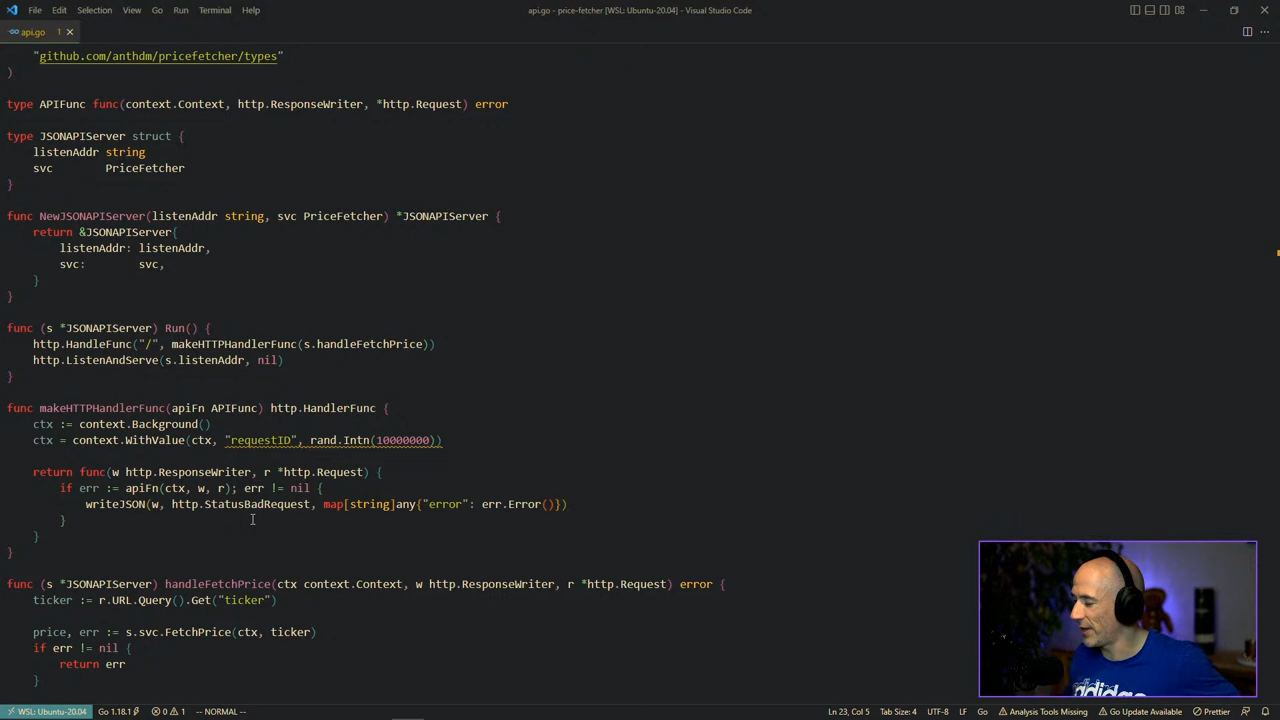 File Edit Selection View Go Run Terminal Help
api.go - price-fetcher [WSL: Ubuntu-20.04] - Visual Studio Code
api.go 1 ×
"github.com/anthdm/pricefetcher/types"
)
type APIFunc func(context.Context, http.ResponseWriter, *http.Request) error
type JSONAPIServer struct {
listenAddr string
svc PriceFetcher
}
func NewJSONAPIServer(listenAddr string, svc PriceFetcher) *JSONAPIServer {
return &JSONAPIServer{
listenAddr: listenAddr,
svc: svc,
}
}
func (s *JSONAPIServer) Run() {
http.HandleFunc("/", makeHTTPHandlerFunc(s.handleFetchPrice))
http.ListenAndServe(s.listenAddr, nil)
}
func makeHTTPHandlerFunc(apiFn APIFunc) http.HandlerFunc {
ctx := context.Background()
ctx = context.WithValue(ctx, "requestID", rand.Intn(10000000))
return func(w http.ResponseWriter, r *http.Request) {
if err := apiFn(ctx, w, r); err != nil {
writeJSON(w, http.StatusBadRequest, map[string]any{"error": err.Error()})
}
}
}
func (s *JSONAPIServer) handleFetchPrice(ctx context.Context, w http.ResponseWriter, r *http.Request) error {
ticker := r.URL.Query().Get("ticker")
price, err := s.svc.FetchPrice(ctx, ticker)
if err != nil {
return err
}
adidas
WSL: Ubuntu-20.04 Go 1.18.1 0 1 -- NORMAL -- Ln 23, Col 5 Tab Size: 4 UTF-8 LF Go Analysis Tools Missing Go Update Available Prettier